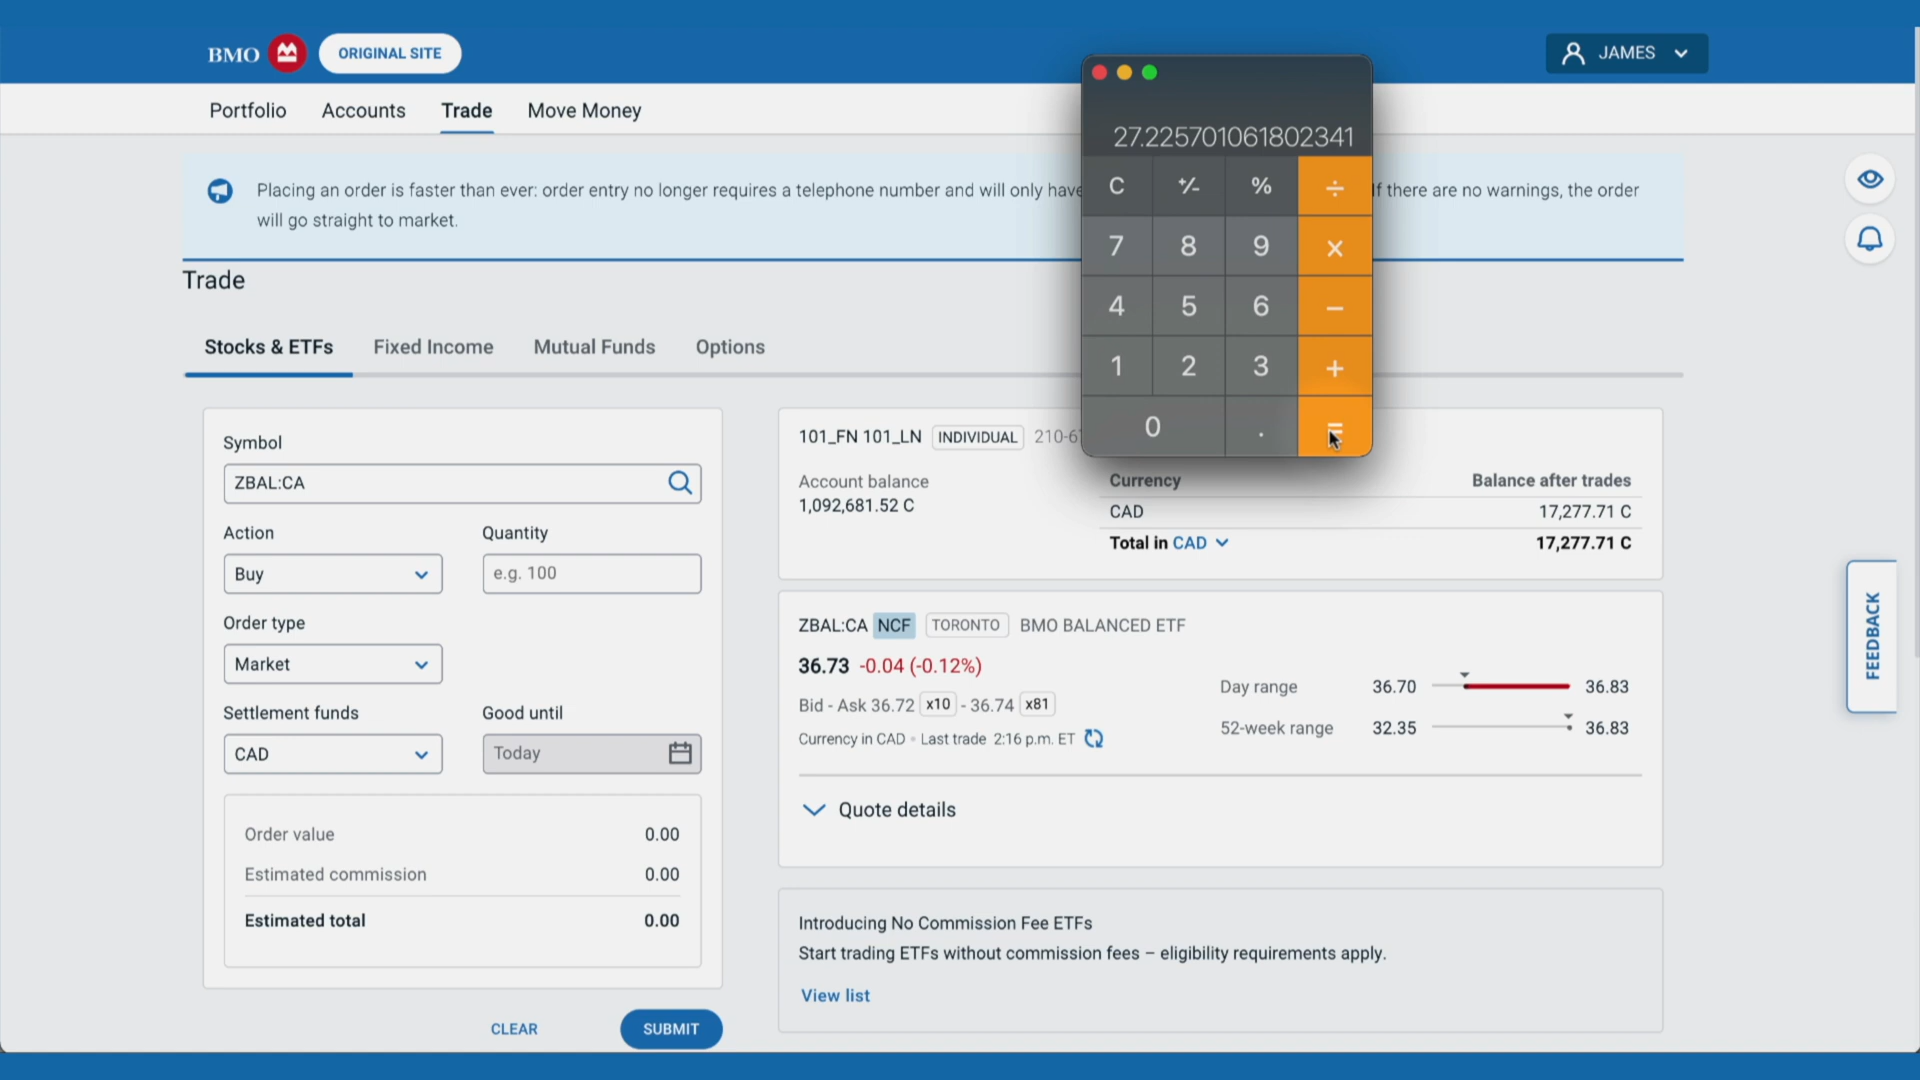 BMO ORIGINAL SITE JAMES
Portfolio Accounts Trade Move Money
27.225701061802341
C +/- % ÷
7 8 9 ×
4 5 6 −
1 2 3 +
0 . =
Placing an order is faster than ever: order entry no longer requires a telephone number and will only have If there are no warnings, the order
will go straight to market.
Trade
Stocks & ETFs Fixed Income Mutual Funds Options
Symbol
ZBAL:CA
Action Quantity
Buy e.g. 100
Order type
Market
Settlement funds Good until
CAD Today
Order value 0.00
Estimated commission 0.00
Estimated total 0.00
CLEAR SUBMIT
101_FN 101_LN INDIVIDUAL 210-6
Account balance
1,092,681.52 C
Currency Balance after trades
CAD 17,277.71 C
Total in CAD 17,277.71 C
ZBAL:CA NCF TORONTO BMO BALANCED ETF
36.73 -0.04 (-0.12%)
Bid - Ask 36.72 x10 - 36.74 x81
Currency in CAD • Last trade 2:16 p.m. ET
Day range 36.70 36.83
52-week range 32.35 36.83
Quote details
Introducing No Commission Fee ETFs
Start trading ETFs without commission fees – eligibility requirements apply.
View list
FEEDBACK